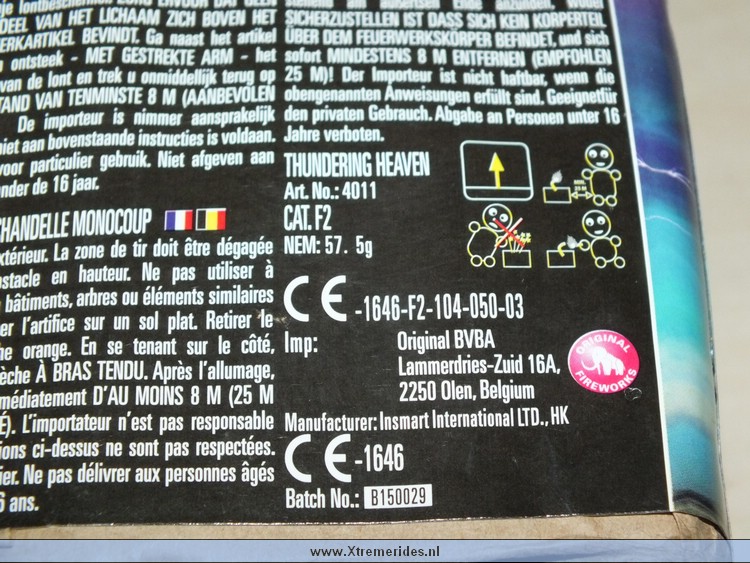 DEEL VAN HET LICHAAM ZICH BOVEN HET
ERKARTIKEL BEVINDT. Ga naast het artikel
ontsteek - MET GESTREKTE ARM - het
van de lont en trek u onmiddelijk terug op
TAND VAN TENMINSTE 8 M (AANBEVOLEN
De importeur is nimmer aansprakelijk
niet aan bovenstaande instructies is voldaan.
voor particulier gebruik. Niet afgeven aan
onder de 16 jaar.
CHANDELLE MONOCOUP
extérieur. La zone de tir doit être dégagée
obstacle en hauteur. Ne pas utiliser à
bâtiments, arbres ou éléments similaires
er l'artifice sur un sol plat. Retirer le
he orange. En se tenant sur le côté,
èche À BRAS TENDU. Après l'allumage,
médiatement D'AU MOINS 8 M (25 M
É). L'importateur n'est pas responsable
ions ci-dessus ne sont pas respectées.
ier. Ne pas délivrer aux personnes âgés
6 ans.
SICHERZUSTELLEN IST DASS SICH KEIN KÖRPERTEIL
ÜBER DEM FEUERWERKSKÖRPER BEFINDET, und sich
sofort MINDESTENS 8 M ENTFERNEN (EMPFOHLEN
25 M)! Der Importeur ist nicht haftbar, wenn die
obengenannten Anweisungen erfüllt sind. Geeignetfür
den privaten Gebrauch. Abgabe an Personen unter 16
Jahre verboten.
THUNDERING HEAVEN
Art. No.: 4011
CAT. F2
NEM: 57. 5g
MIN.
25 M
CE-1646-F2-104-050-03
Imp: Original BVBA
Lammerdries-Zuid 16A,
2250 Olen, Belgium
ORIGINAL
FIREWORKS
Manufacturer: Insmart International LTD., HK
CE-1646
Batch No.: B150029
www.Xtremerides.nl